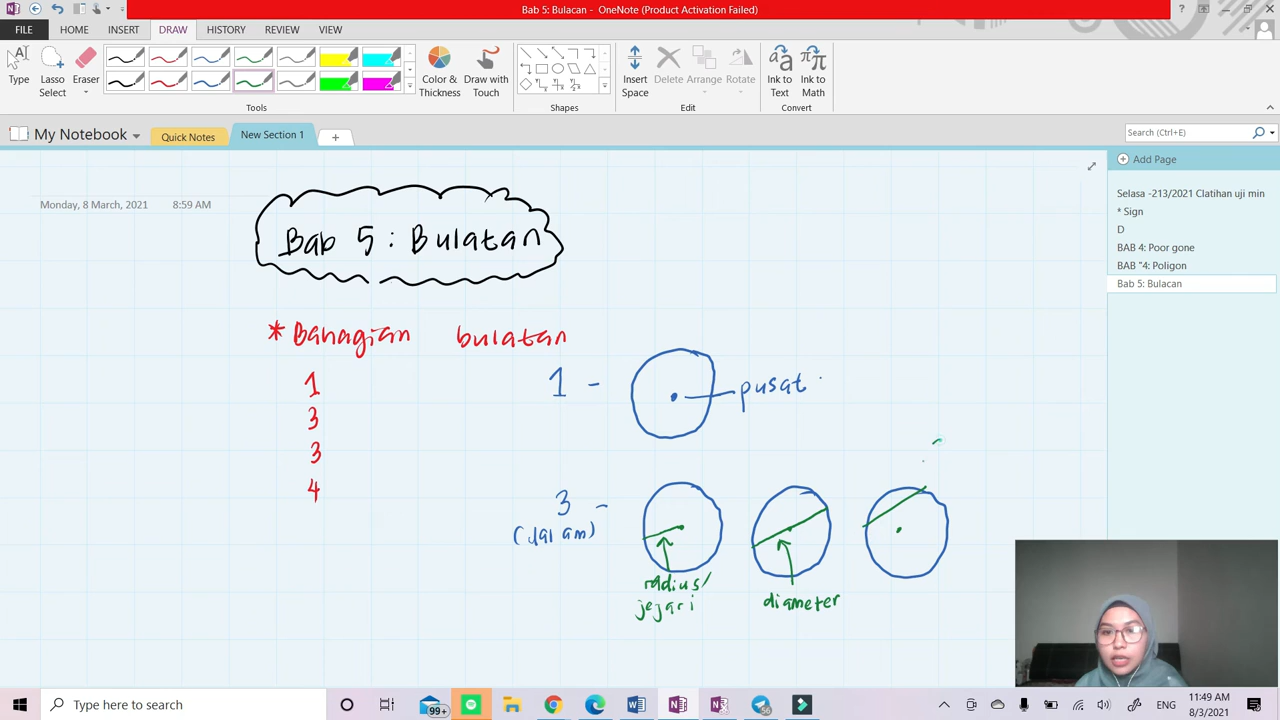 Bab 5: Bulacan - OneNote (Product Activation Failed)
FILE HOME INSERT DRAW HISTORY REVIEW VIEW
Type Lasso Select Eraser Color & Thickness Draw with Touch Insert Space Delete Arrange Rotate Ink to Text Ink to Math
Tools Shapes Edit Convert
My Notebook Quick Notes New Section 1 Search (Ctrl+E)
Add Page
Monday, 8 March, 2021 8:59 AM
Selasa -213/2021 Clatihan uji min
* Sign
D
BAB 4: Poor gone
BAB "4: Poligon
Bab 5: Bulacan
Bab 5: Bulatan
* Bahagian bulatan
1
3
3
4
1 - pusat
3 -
(dalam)
radius/
jejari
diameter
Type here to search
99+
ENG
11:49 AM
8/3/2021